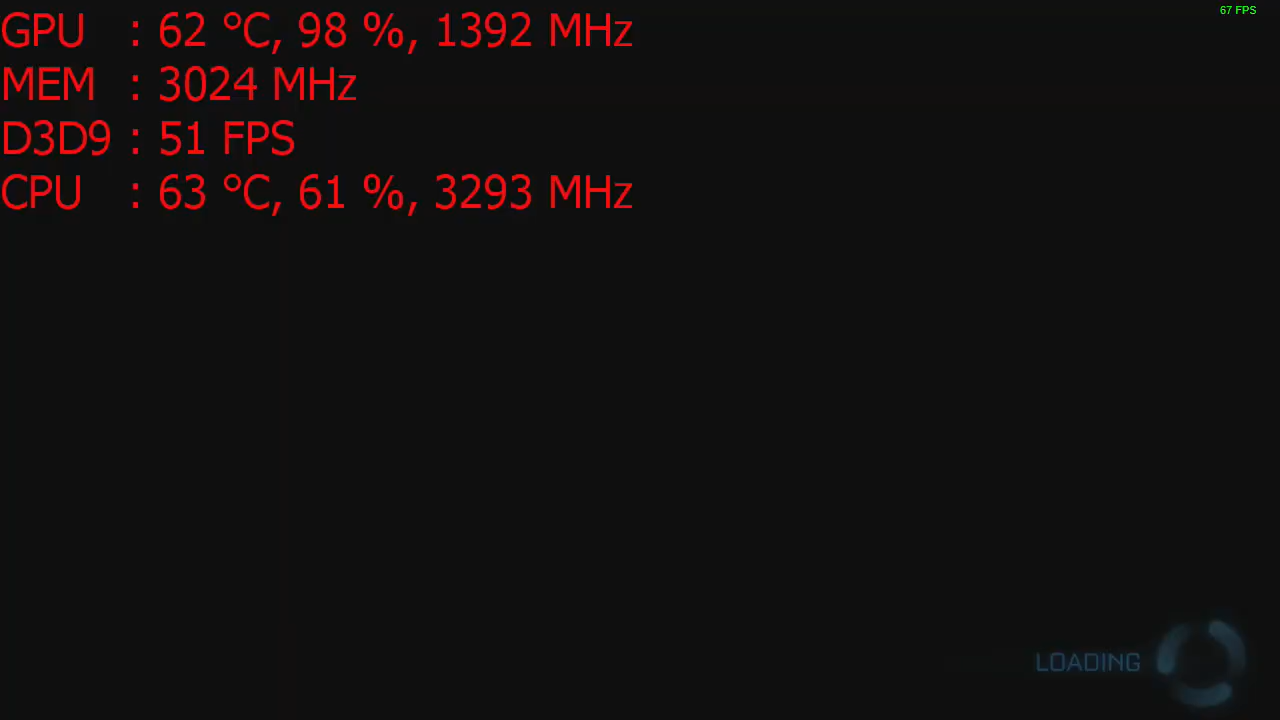 GPU : 62 °C, 98 %, 1392 MHz
67 FPS
MEM : 3024 MHz
D3D9 : 51 FPS
CPU : 63 °C, 61 %, 3293 MHz
LOADING